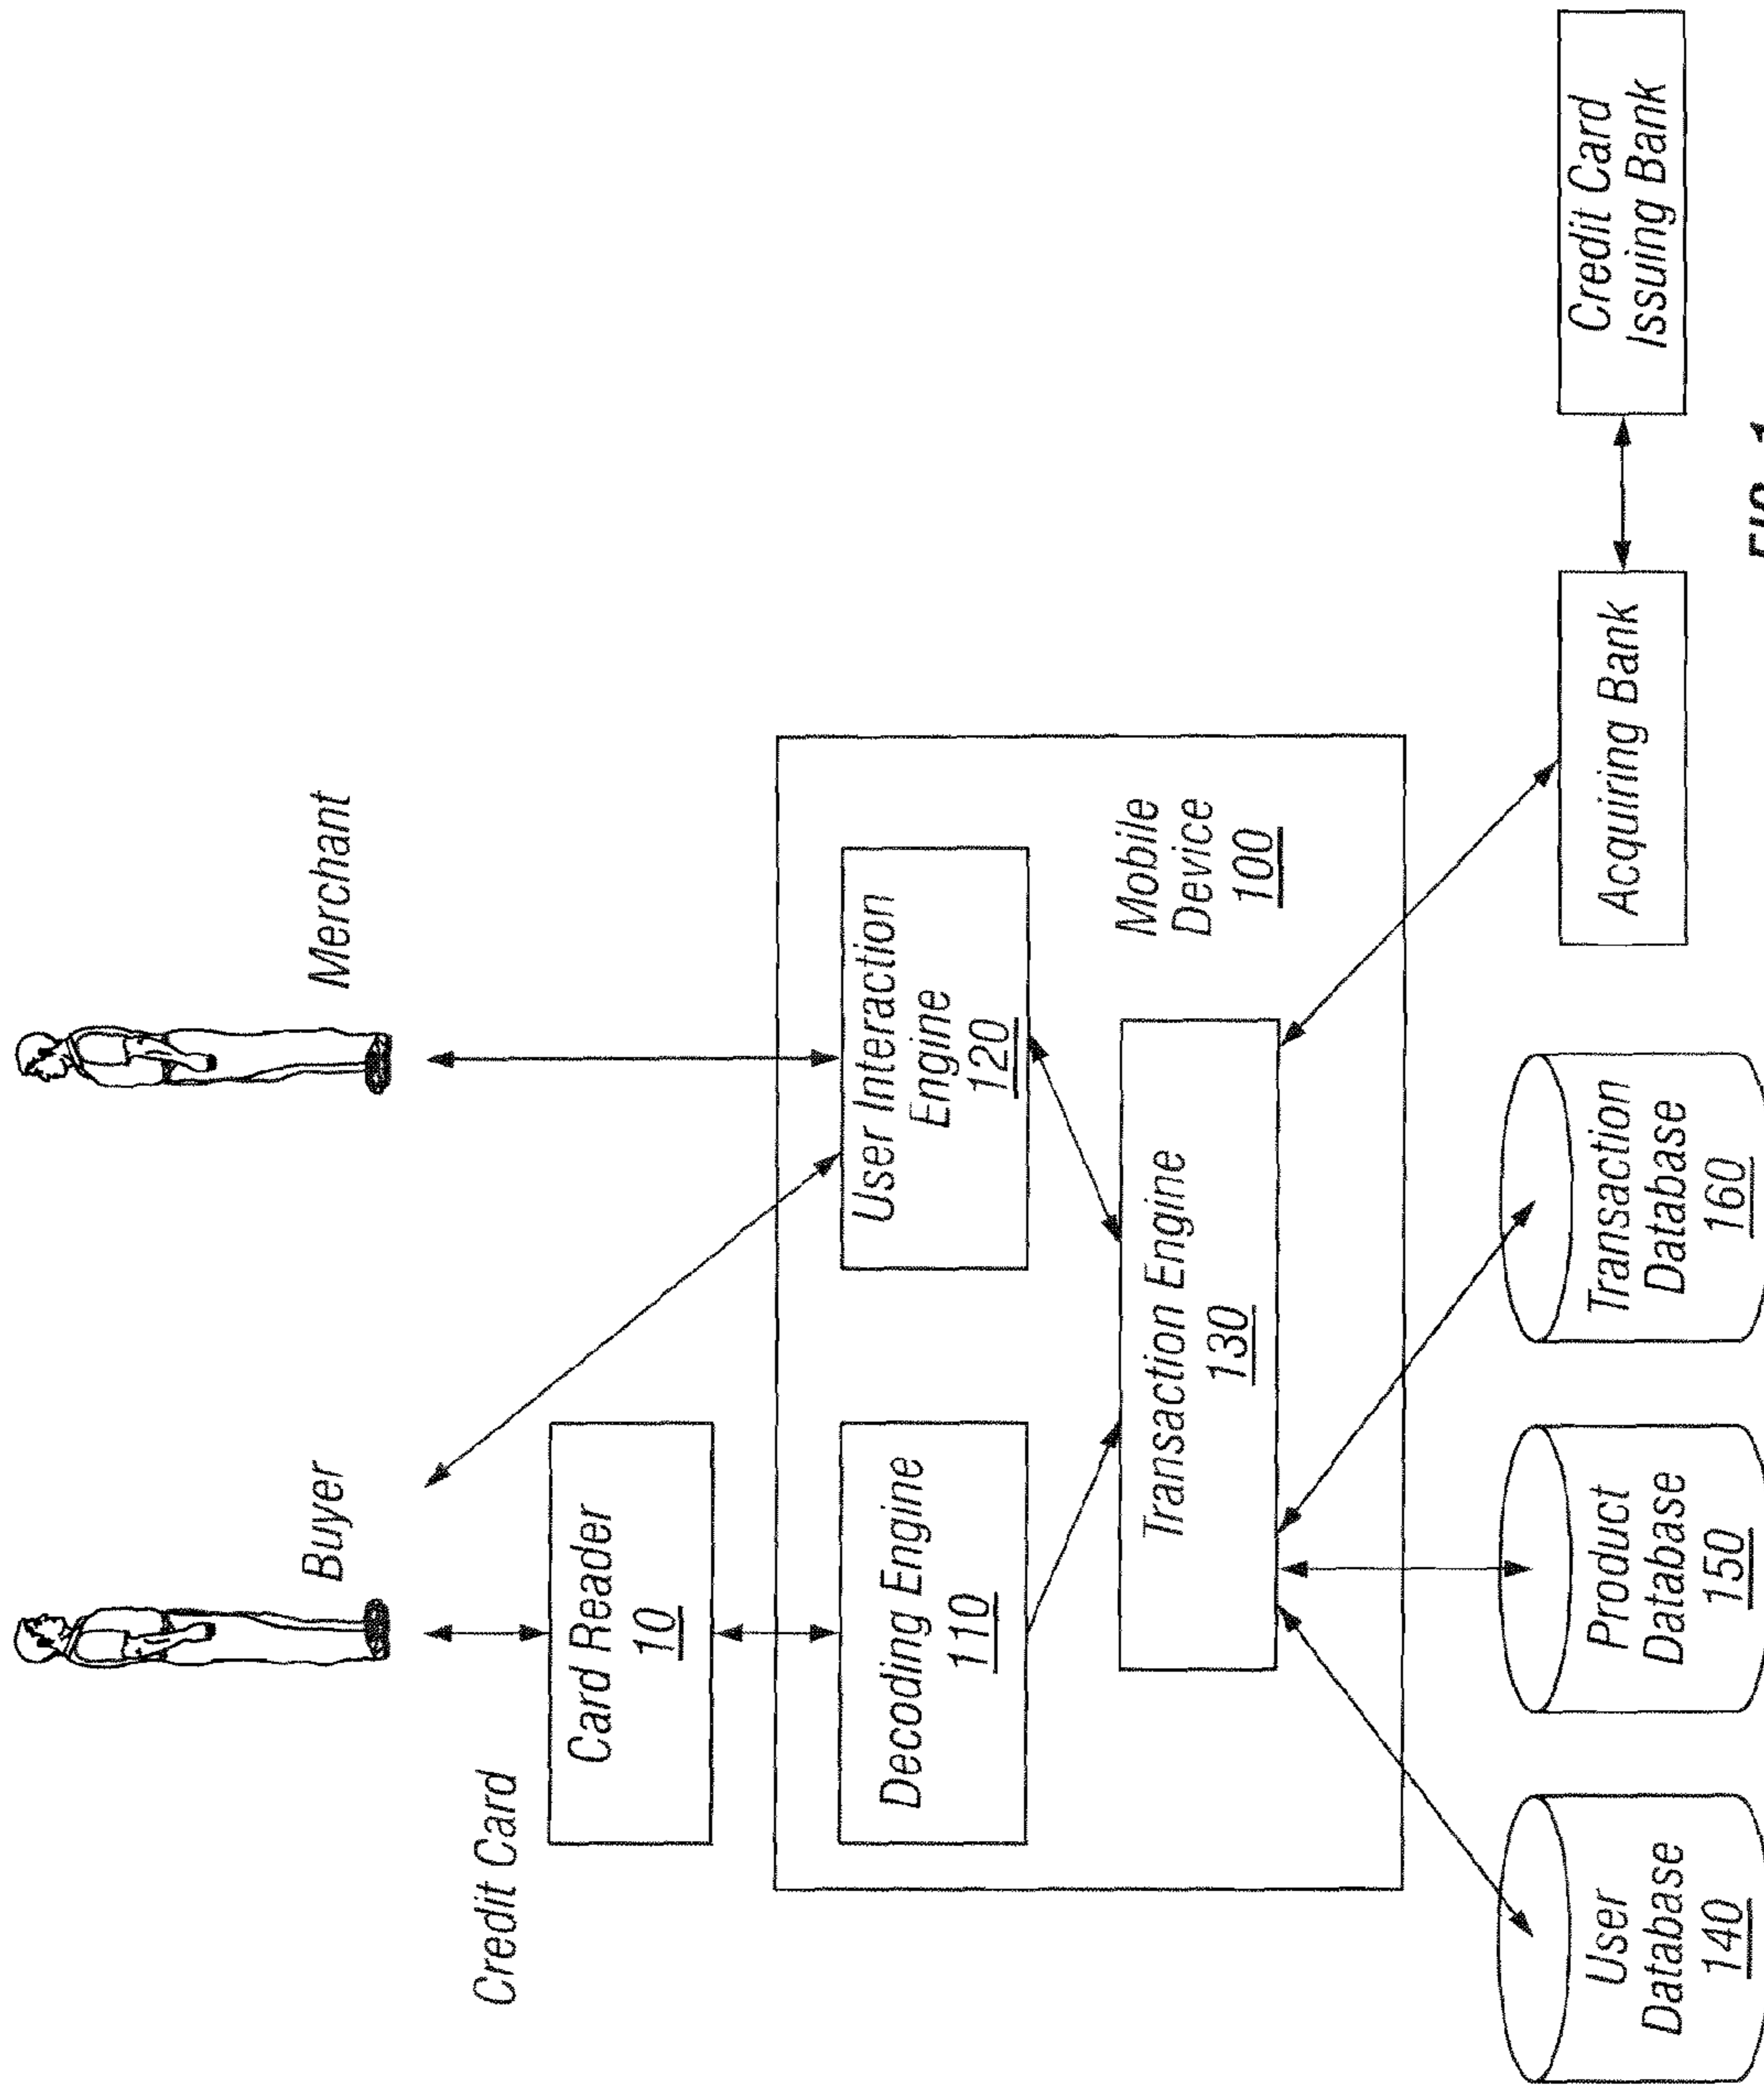 Buyer
Merchant
Credit Card
Card Reader
10
Decoding Engine
110
User Interaction
Engine
120
Transaction Engine
130
Mobile
Device
100
User
Database
140
Product
Database
150
Transaction
Database
160
Acquiring Bank
Credit Card
Issuing Bank